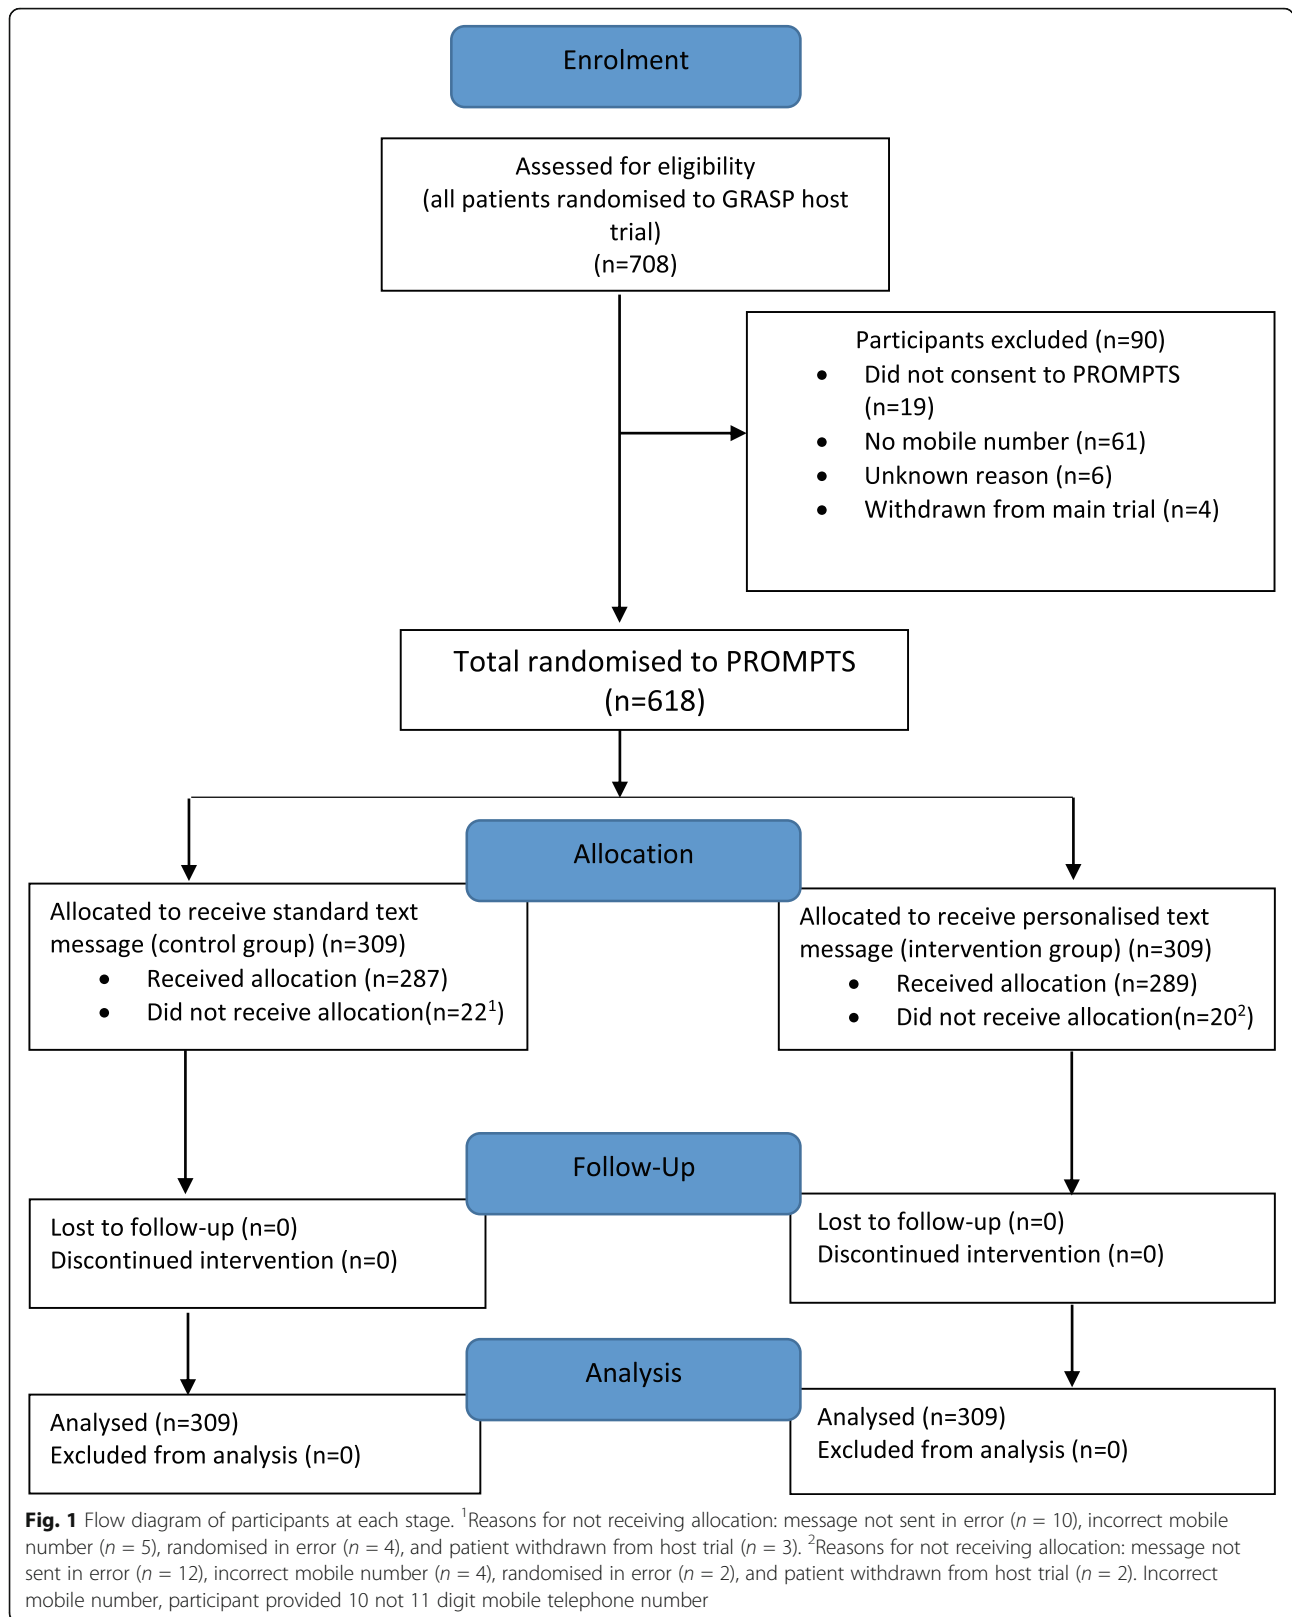 Enrolment
Assessed for eligibility
(all patients randomised to GRASP host
trial)
(n=708)
Participants excluded (n=90)
• Did not consent to PROMPTS
(n=19)
• No mobile number (n=61)
• Unknown reason (n=6)
• Withdrawn from main trial (n=4)
Total randomised to PROMPTS
(n=618)
Allocation
Allocated to receive standard text
message (control group) (n=309)
• Received allocation (n=287)
• Did not receive allocation(n=22¹)
Allocated to receive personalised text
message (intervention group) (n=309)
• Received allocation (n=289)
• Did not receive allocation(n=20²)
Follow-Up
Lost to follow-up (n=0)
Discontinued intervention (n=0)
Lost to follow-up (n=0)
Discontinued intervention (n=0)
Analysis
Analysed (n=309)
Excluded from analysis (n=0)
Analysed (n=309)
Excluded from analysis (n=0)
Fig. 1 Flow diagram of participants at each stage. ¹Reasons for not receiving allocation: message not sent in error (n = 10), incorrect mobile
number (n = 5), randomised in error (n = 4), and patient withdrawn from host trial (n = 3). ²Reasons for not receiving allocation: message not
sent in error (n = 12), incorrect mobile number (n = 4), randomised in error (n = 2), and patient withdrawn from host trial (n = 2). Incorrect
mobile number, participant provided 10 not 11 digit mobile telephone number